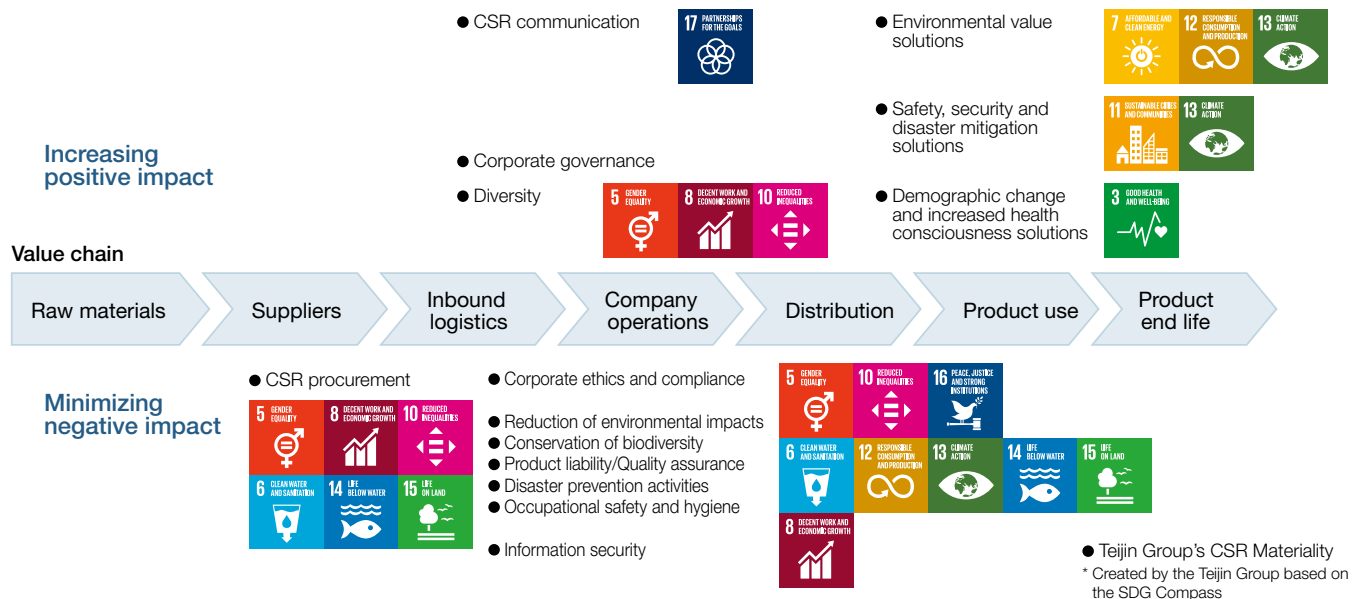 ● CSR communication
17 PARTNERSHIPS
FOR THE GOALS
● Environmental value
solutions
7 AFFORDABLE AND
CLEAN ENERGY
12 RESPONSIBLE
CONSUMPTION
AND PRODUCTION
13 CLIMATE
ACTION
● Safety, security and
disaster mitigation
solutions
11 SUSTAINABLE CITIES
AND COMMUNITIES
13 CLIMATE
ACTION
Increasing
positive impact
● Corporate governance
● Diversity
5 GENDER
EQUALITY
8 DECENT WORK AND
ECONOMIC GROWTH
10 REDUCED
INEQUALITIES
● Demographic change
and increased health
consciousness solutions
3 GOOD HEALTH
AND WELL-BEING
Value chain
Raw materials
Suppliers
Inbound
logistics
Company
operations
Distribution
Product use
Product
end life
Minimizing
negative impact
● CSR procurement
5 GENDER
EQUALITY
8 DECENT WORK AND
ECONOMIC GROWTH
10 REDUCED
INEQUALITIES
6 CLEAN WATER
AND SANITATION
14 LIFE
BELOW WATER
15 LIFE
ON LAND
● Corporate ethics and compliance
● Reduction of environmental impacts
● Conservation of biodiversity
● Product liability/Quality assurance
● Disaster prevention activities
● Occupational safety and hygiene
● Information security
5 GENDER
EQUALITY
10 REDUCED
INEQUALITIES
16 PEACE, JUSTICE
AND STRONG
INSTITUTIONS
6 CLEAN WATER
AND SANITATION
12 RESPONSIBLE
CONSUMPTION
AND PRODUCTION
13 CLIMATE
ACTION
14 LIFE
BELOW WATER
15 LIFE
ON LAND
8 DECENT WORK AND
ECONOMIC GROWTH
● Teijin Group's CSR Materiality
* Created by the Teijin Group based on
the SDG Compass